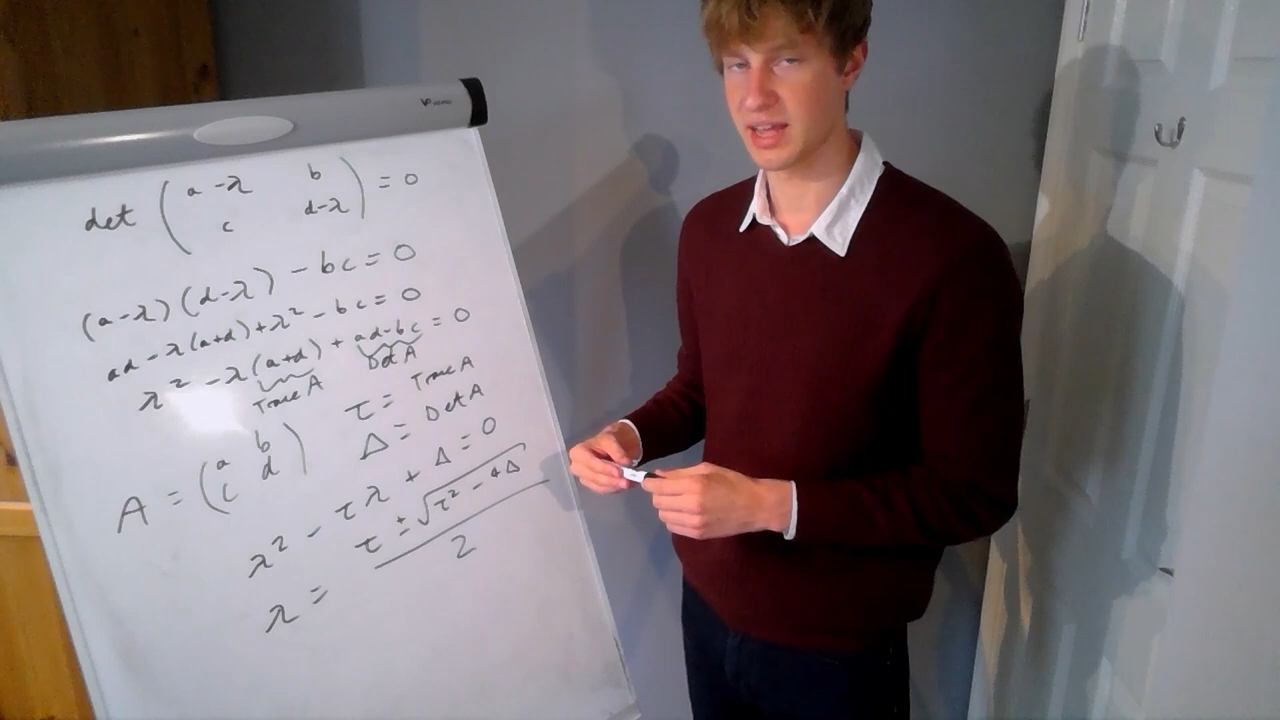 det ( a -λ b
c d-λ ) = 0
(a-λ)(d-λ) - bc = 0
ad - λ(a+d) + λ² - bc = 0
λ² - λ(a+d) + ad-bc = 0
Trace A Det A
τ = Trace A
Δ = Det A
A = ( a b
c d )
λ² - τλ + Δ = 0
λ = τ ± √τ² - 4Δ
2